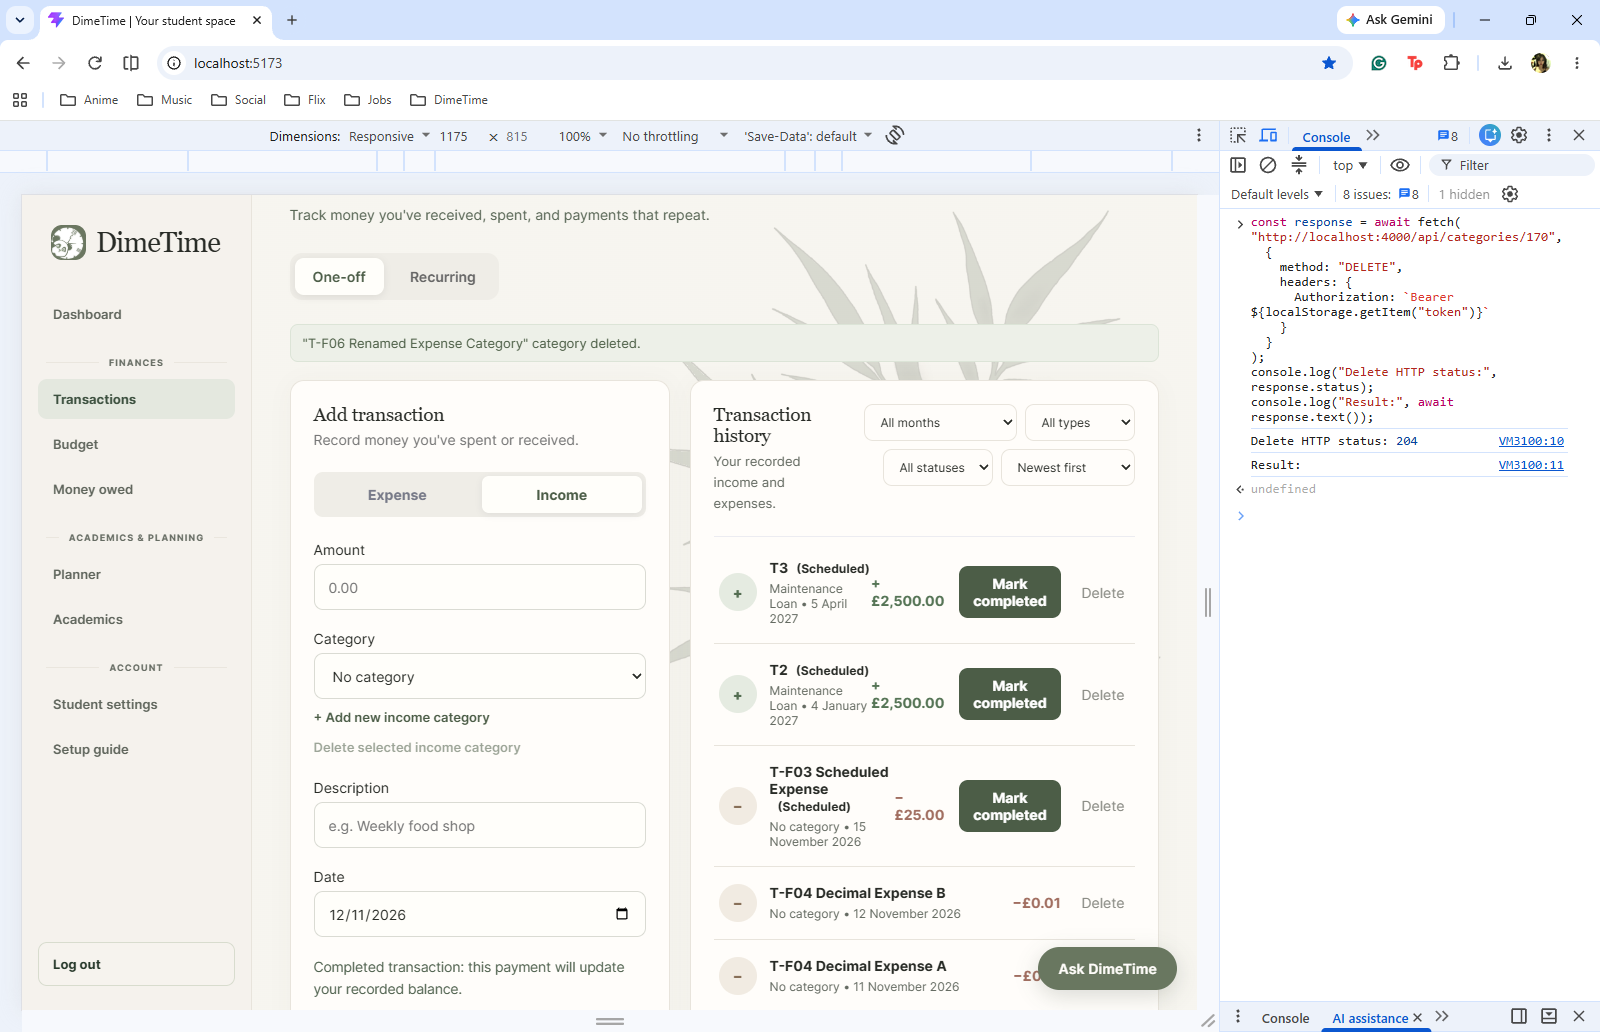 DimeTime | Your student space
Ask Gemini
localhost:5173
Anime
Music
Social
Flix
Jobs
DimeTime
Dimensions: Responsive
1175
×
815
100%
No throttling
'Save-Data': default
Console
8
top
Filter
Default levels
8 issues:
8
1 hidden
const response = await fetch(
"http://localhost:4000/api/categories/170",
{
method: "DELETE",
headers: {
Authorization: `Bearer
${localStorage.getItem("token")}`
}
}
);
console.log("Delete HTTP status:",
response.status);
console.log("Result:", await
response.text());
Delete HTTP status: 204
VM3100:10
Result:
VM3100:11
undefined
DimeTime
Dashboard
FINANCES
Transactions
Budget
Money owed
ACADEMICS & PLANNING
Planner
Academics
ACCOUNT
Student settings
Setup guide
Log out
Track money you've received, spent, and payments that repeat.
One-off
Recurring
"T-F06 Renamed Expense Category" category deleted.
Add transaction
Record money you've spent or received.
Expense
Income
Amount
0.00
Category
No category
+ Add new income category
Delete selected income category
Description
e.g. Weekly food shop
Date
12/11/2026
Completed transaction: this payment will update
your recorded balance.
Transaction
history
Your recorded
income and
expenses.
All months
All types
All statuses
Newest first
+
T3 (Scheduled)
Maintenance
Loan • 5 April
2027
+
£2,500.00
Mark
completed
Delete
+
T2 (Scheduled)
Maintenance
Loan • 4 January
2027
+
£2,500.00
Mark
completed
Delete
−
T-F03 Scheduled
Expense
(Scheduled)
No category • 15
November 2026
−
£25.00
Mark
completed
Delete
−
T-F04 Decimal Expense B
No category • 12 November 2026
−£0.01
Delete
−
T-F04 Decimal Expense A
No category • 11 November 2026
Ask DimeTime
Console
AI assistance